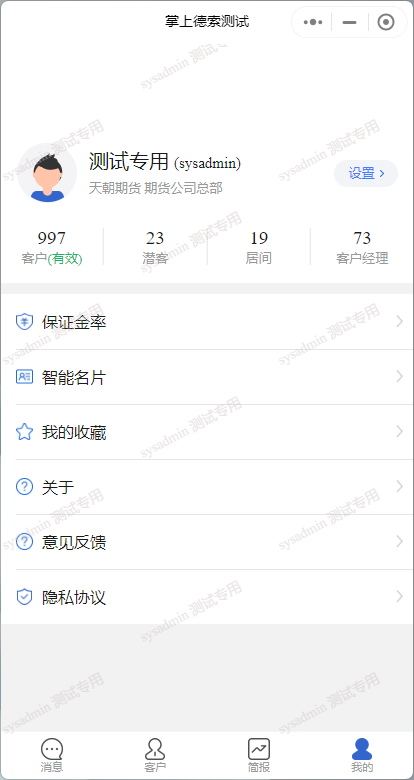 掌上德索测试
测试专用 (sysadmin)
天朝期货 期货公司总部
设置
997
23
19
73
客户(有效)
潜客
居间
客户经理
保证金率
智能名片
我的收藏
关于
意见反馈
隐私协议
消息
客户
简报
我的
sysadmin 测试专用
sysadmin 测试专用
sysadmin 测试专用
sysadmin 测试专用
sysadmin 测试专用
sysadmin 测试专用
sysadmin 测试专用
sysadmin 测试专用
sysadmin 测试专用
sysadmin 测试专用
sysadmin 测试专用
sysadmin 测试专用